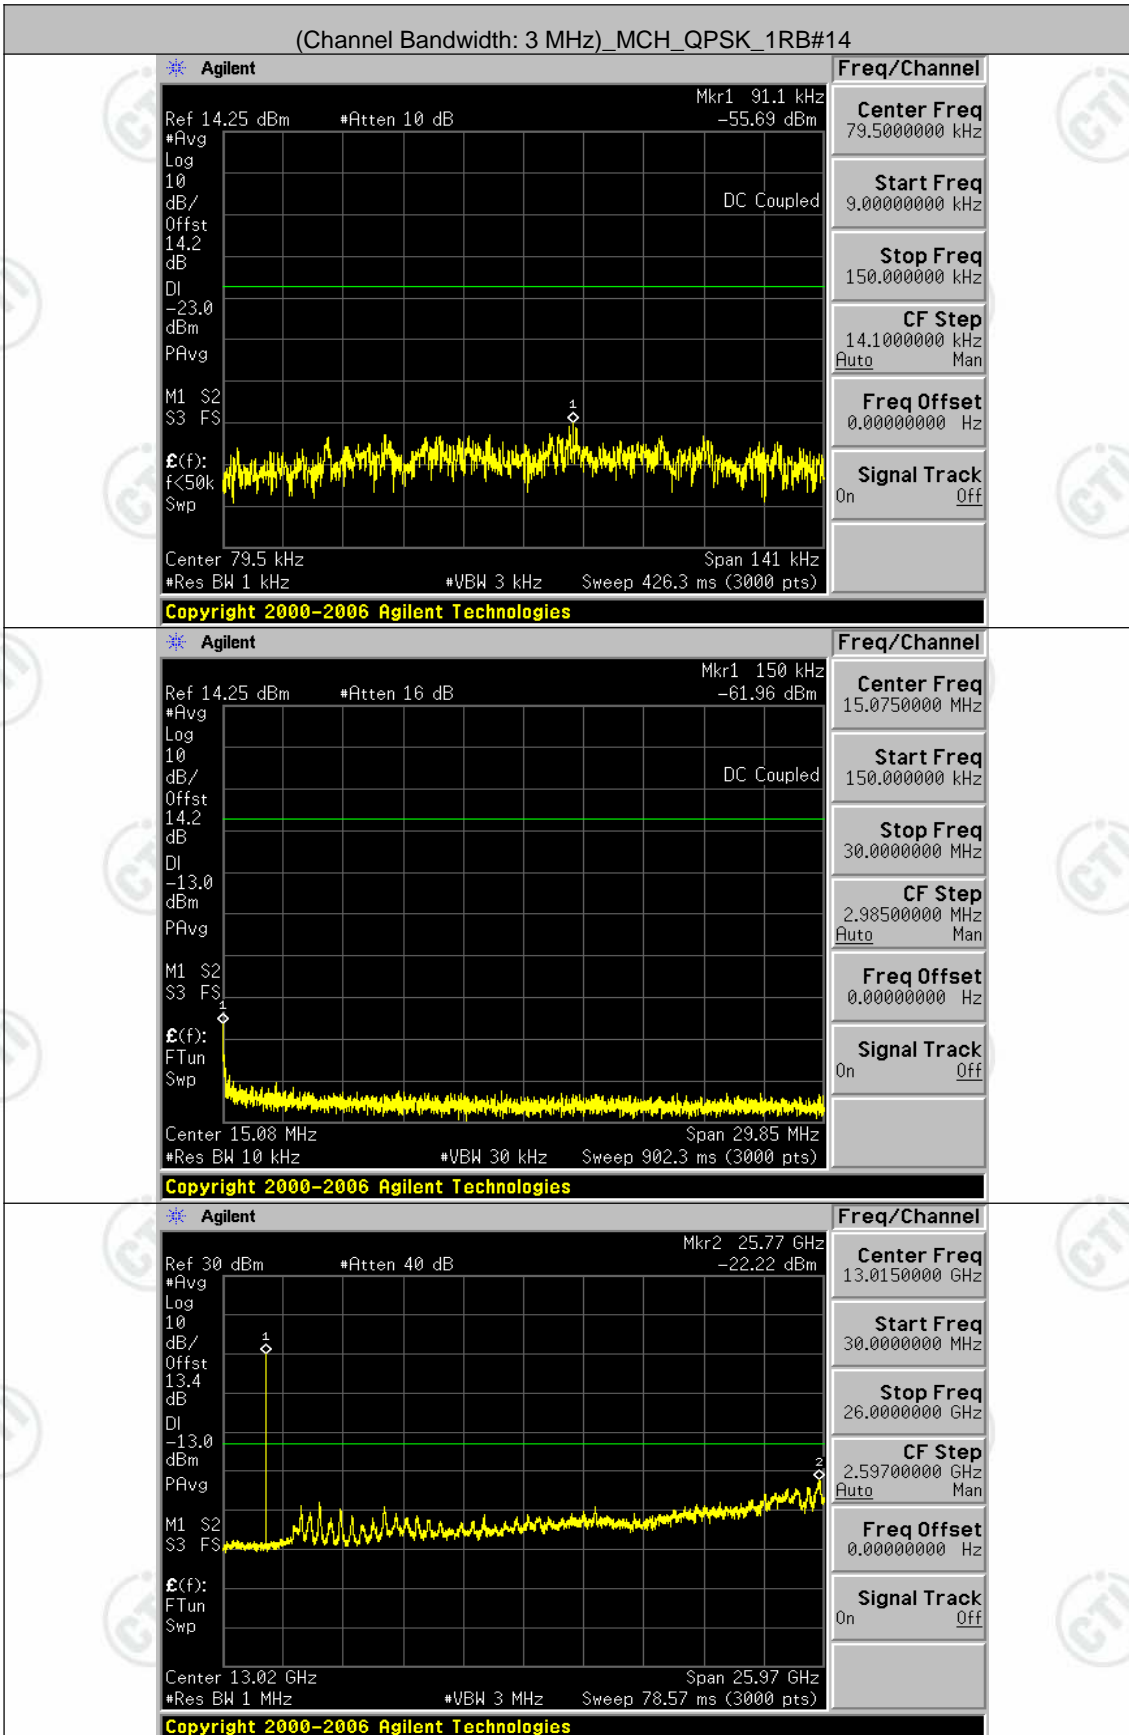 (Channel Bandwidth: 3 MHz)_MCH_QPSK_1RB#14
Agilent
Freq/Channel
Mkr1 91.1 kHz
Ref 14.25 dBm #Atten 10 dB -55.69 dBm
#Avg
Log
10
dB/
Offst
14.2
dB
DI
-23.0
dBm
PAvg
M1 S2
S3 FS
£(f):
f<50k
Swp
DC Coupled
1
Center 79.5 kHz Span 141 kHz
#Res BW 1 kHz #VBW 3 kHz Sweep 426.3 ms (3000 pts)
Copyright 2000-2006 Agilent Technologies
Center Freq
79.5000000 kHz
Start Freq
9.00000000 kHz
Stop Freq
150.000000 kHz
CF Step
14.1000000 kHz
Auto Man
Freq Offset
0.00000000 Hz
Signal Track
On Off
Agilent
Freq/Channel
Mkr1 150 kHz
Ref 14.25 dBm #Atten 16 dB -61.96 dBm
#Avg
Log
10
dB/
Offst
14.2
dB
DI
-13.0
dBm
PAvg
M1 S2
S3 FS
£(f):
FTun
Swp
DC Coupled
1
Center 15.08 MHz Span 29.85 MHz
#Res BW 10 kHz #VBW 30 kHz Sweep 902.3 ms (3000 pts)
Copyright 2000-2006 Agilent Technologies
Center Freq
15.0750000 MHz
Start Freq
150.000000 kHz
Stop Freq
30.0000000 MHz
CF Step
2.98500000 MHz
Auto Man
Freq Offset
0.00000000 Hz
Signal Track
On Off
Agilent
Freq/Channel
Mkr2 25.77 GHz
Ref 30 dBm #Atten 40 dB -22.22 dBm
#Avg
Log
10
dB/
Offst
13.4
dB
DI
-13.0
dBm
PAvg
M1 S2
S3 FS
£(f):
FTun
Swp
1
2
Center 13.02 GHz Span 25.97 GHz
#Res BW 1 MHz #VBW 3 MHz Sweep 78.57 ms (3000 pts)
Copyright 2000-2006 Agilent Technologies
Center Freq
13.0150000 GHz
Start Freq
30.0000000 MHz
Stop Freq
26.0000000 GHz
CF Step
2.59700000 GHz
Auto Man
Freq Offset
0.00000000 Hz
Signal Track
On Off
CTI
CTI
CTI
CTI
CTI
CTI
CTI
CTI